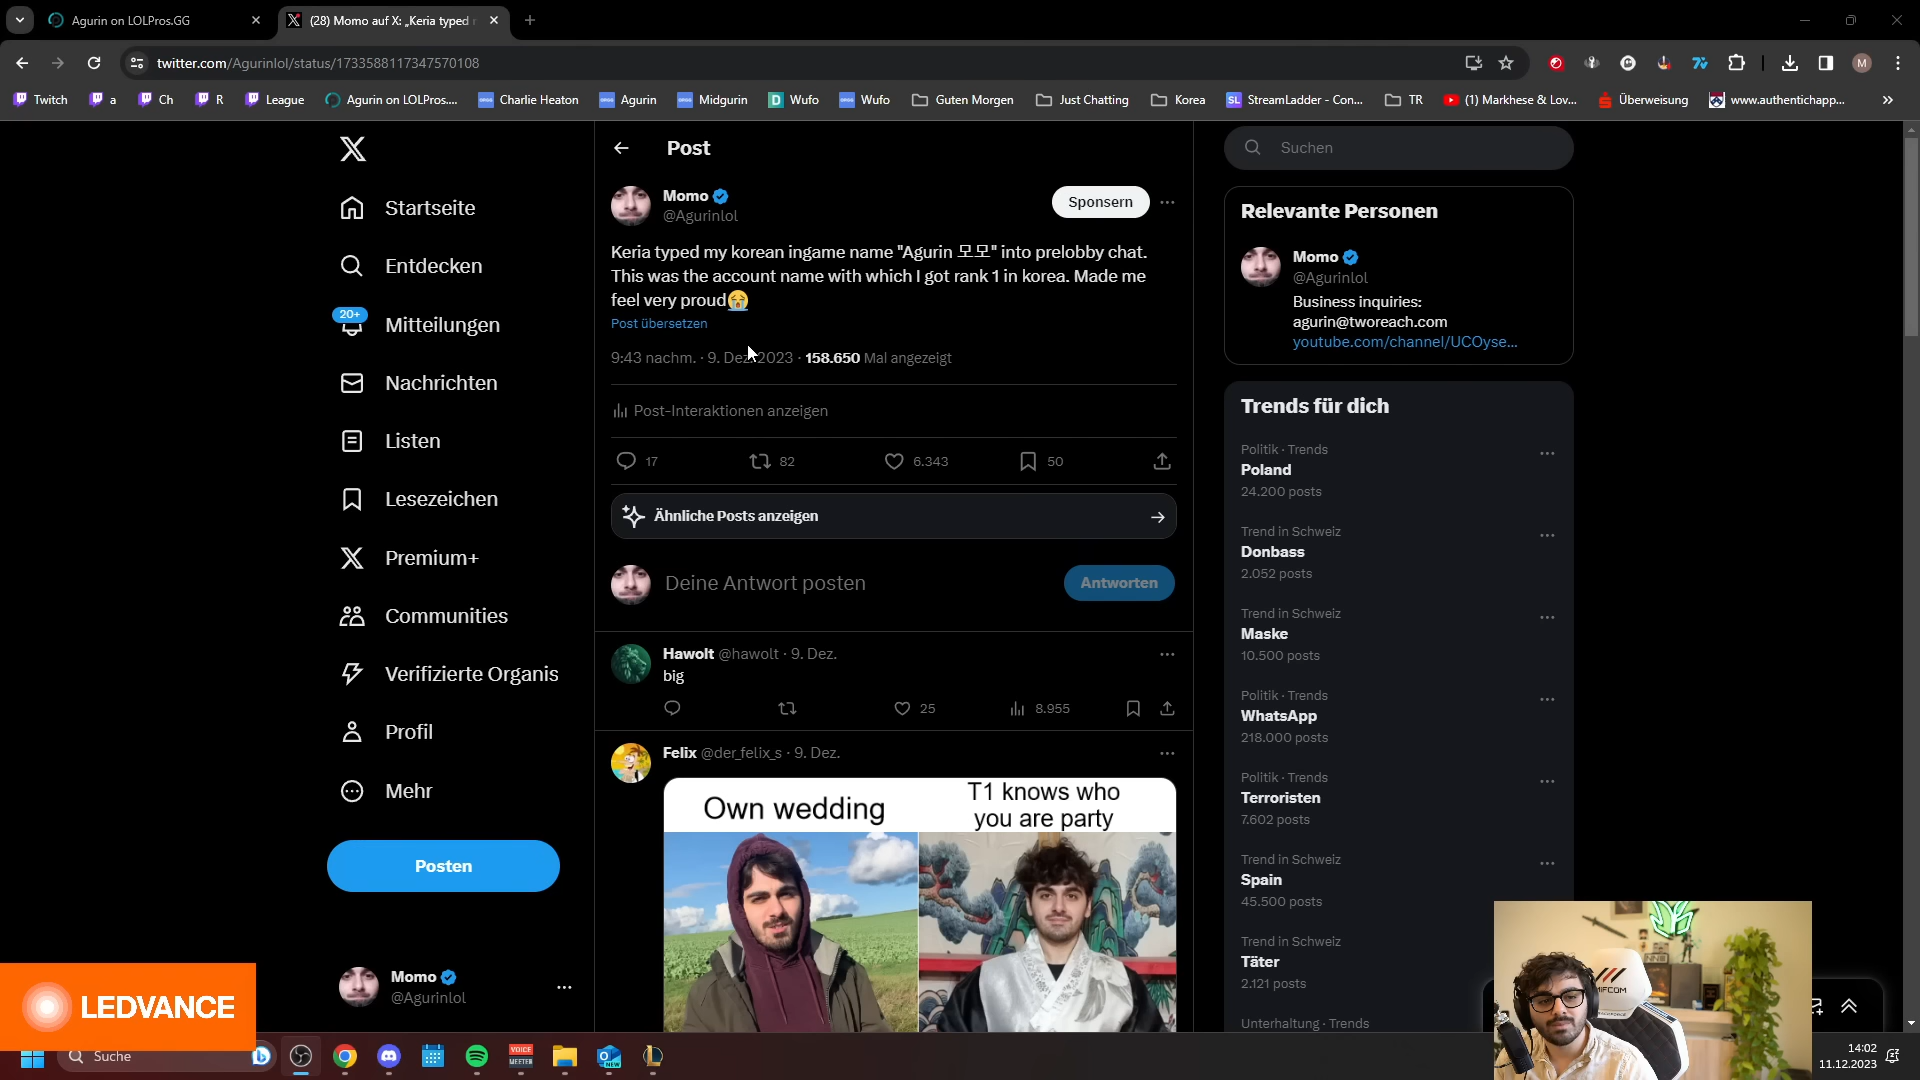 Agurin on LOLPros.GG
(28) Momo auf X: „Keria typed
twitter.com/Agurinlol/status/1733588117347570108
M
Twitch
a
Ch
R
League
Agurin on LOLPros....
Charlie Heaton
Agurin
Midgurin
Wufo
Wufo
Guten Morgen
Just Chatting
Korea
StreamLadder - Con...
TR
(1) Markhese & Lov...
Überweisung
www.authentichapp...
Startseite
Entdecken
20+
Mitteilungen
Nachrichten
Listen
Lesezeichen
Premium+
Communities
Verifizierte Organis
Profil
Mehr
Posten
Momo
@Agurinlol
Post
Momo
@Agurinlol
Sponsern
Keria typed my korean ingame name "Agurin 모모" into prelobby chat.
This was the account name with which I got rank 1 in korea. Made me
feel very proud😭
Post übersetzen
9:43 nachm. · 9. Dez. 2023 · 158.650 Mal angezeigt
Post-Interaktionen anzeigen
17
82
6.343
50
Ähnliche Posts anzeigen
Deine Antwort posten
Antworten
Hawolt @hawolt · 9. Dez.
big
25
8.955
Felix @der_felix_s · 9. Dez.
Own wedding
T1 knows who
you are party
Suchen
Relevante Personen
Momo
@Agurinlol
Business inquiries:
agurin@tworeach.com
youtube.com/channel/UCOyse...
Trends für dich
Politik · Trends
Poland
24.200 posts
Trend in Schweiz
Donbass
2.052 posts
Trend in Schweiz
Maske
10.500 posts
Politik · Trends
WhatsApp
218.000 posts
Politik · Trends
Terroristen
7.602 posts
Trend in Schweiz
Spain
45.500 posts
Trend in Schweiz
Täter
2.121 posts
Unterhaltung · Trends
LEDVANCE
Suche
VOICE
MEETER
NEW
14:02
11.12.2023